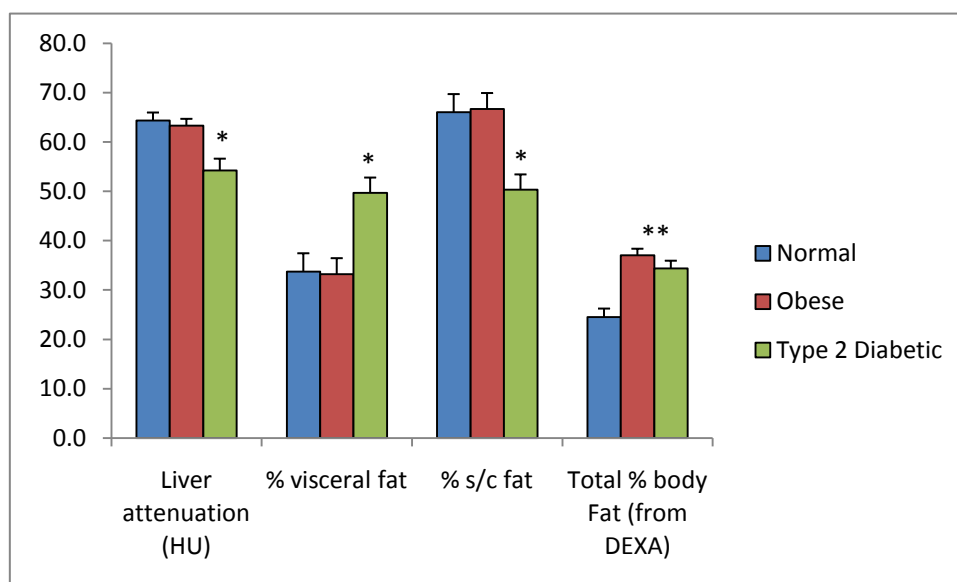 80.0
70.0
60.0
50.0
40.0
30.0
20.0
10.0
0.0
*
*
*
**
Liver
attenuation
(HU)
% visceral fat
% s/c fat
Total % body
Fat (from
DEXA)
Normal
Obese
Type 2 Diabetic